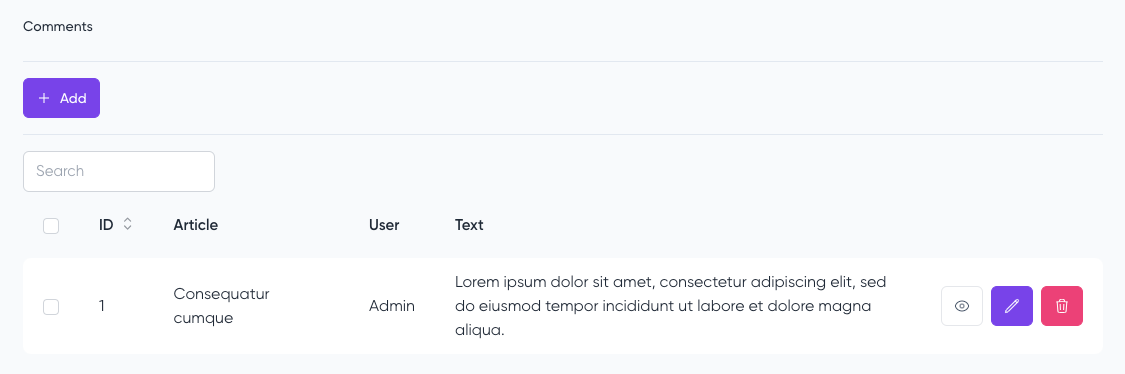 Comments
Add
Search
ID Article User Text
1 Consequatur cumque Admin Lorem ipsum dolor sit amet, consectetur adipiscing elit, sed
do eiusmod tempor incididunt ut labore et dolore magna
aliqua.